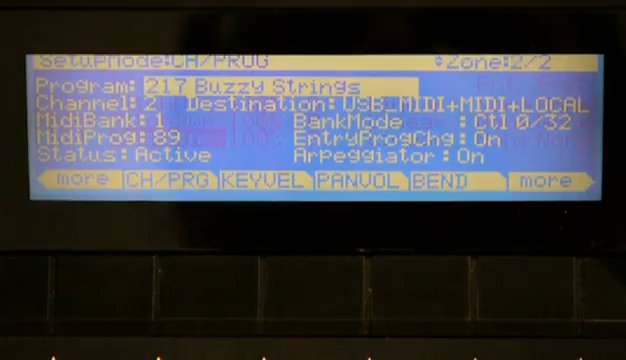 SetupMode:CH/PROG ÷Zone:2/2
Program: 217 Buzzy Strings
Channel: 2 Destination: USB_MIDI+MIDI+LOCAL
MidiBank: 1 BankMode : Ctl 0/32
MidiProg: 89 EntryProgChg: On
Status: Active Arpeggiator: On
more CH/PRG KEYVEL PANVOL BEND more